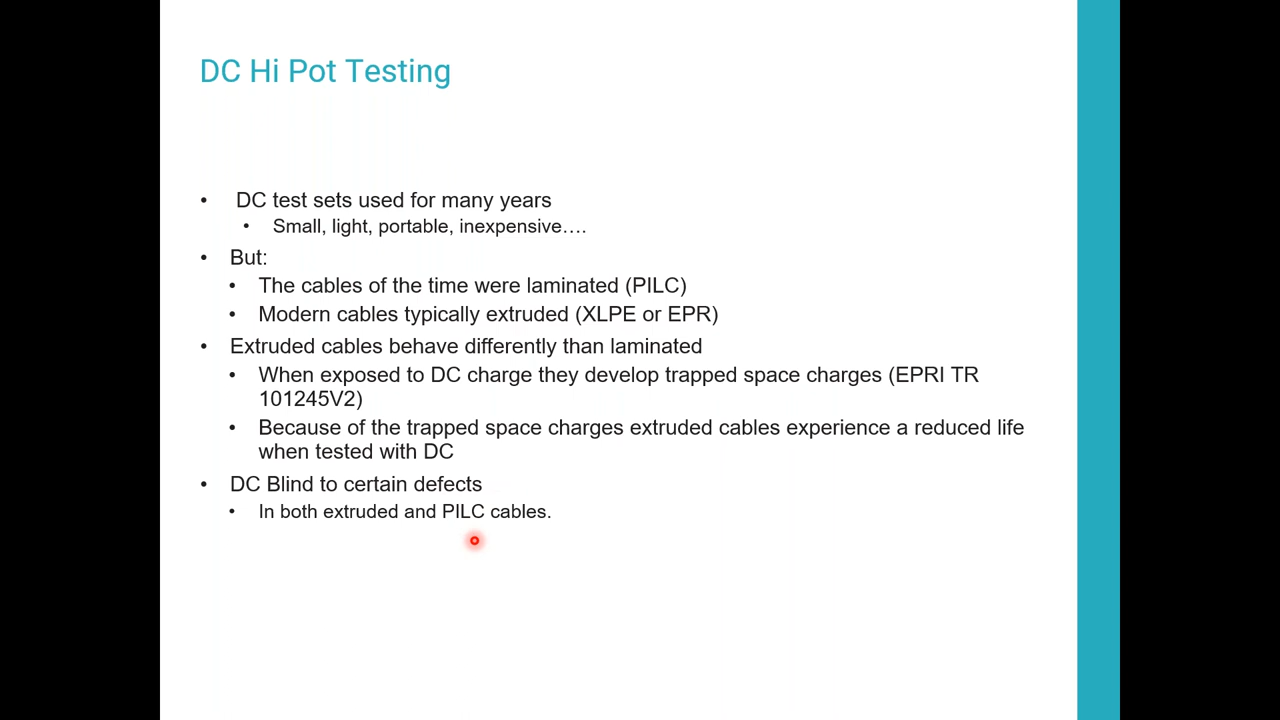 DC Hi Pot Testing
• DC test sets used for many years
• Small, light, portable, inexpensive….
• But:
• The cables of the time were laminated (PILC)
• Modern cables typically extruded (XLPE or EPR)
• Extruded cables behave differently than laminated
• When exposed to DC charge they develop trapped space charges (EPRI TR
101245V2)
• Because of the trapped space charges extruded cables experience a reduced life
when tested with DC
• DC Blind to certain defects
• In both extruded and PILC cables.